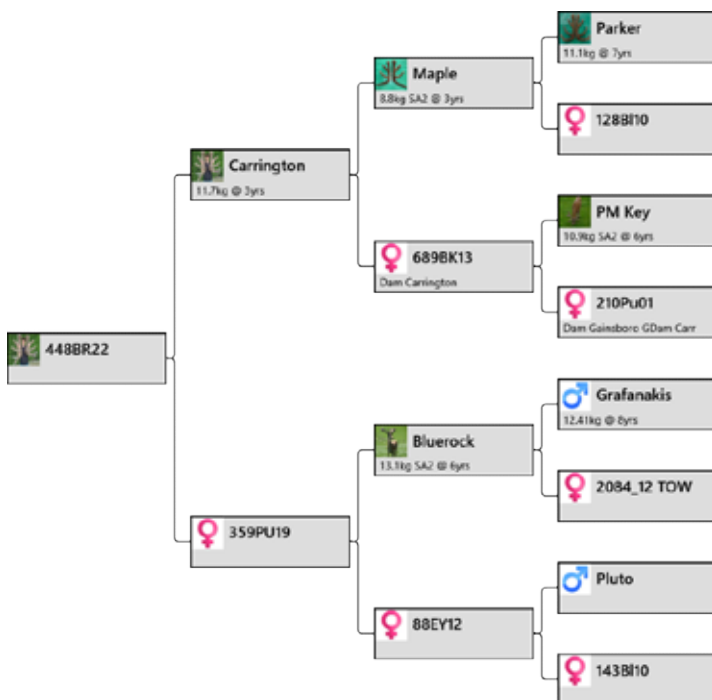 Parker
11.1kg @ 7yrs
Maple
8.8kg SA2 @ 3yrs
128Bl10
Carrington
11.7kg @ 3yrs
PM Key
10.9kg SA2 @ 6yrs
689BK13
Dam Carrington
210Pu01
Dam Gainsboro GDam Carr
448BR22
Grafanakis
12.41kg @ 8yrs
Bluerock
13.1kg SA2 @ 6yrs
2084_12 TOW
359PU19
Pluto
88EY12
143Bl10